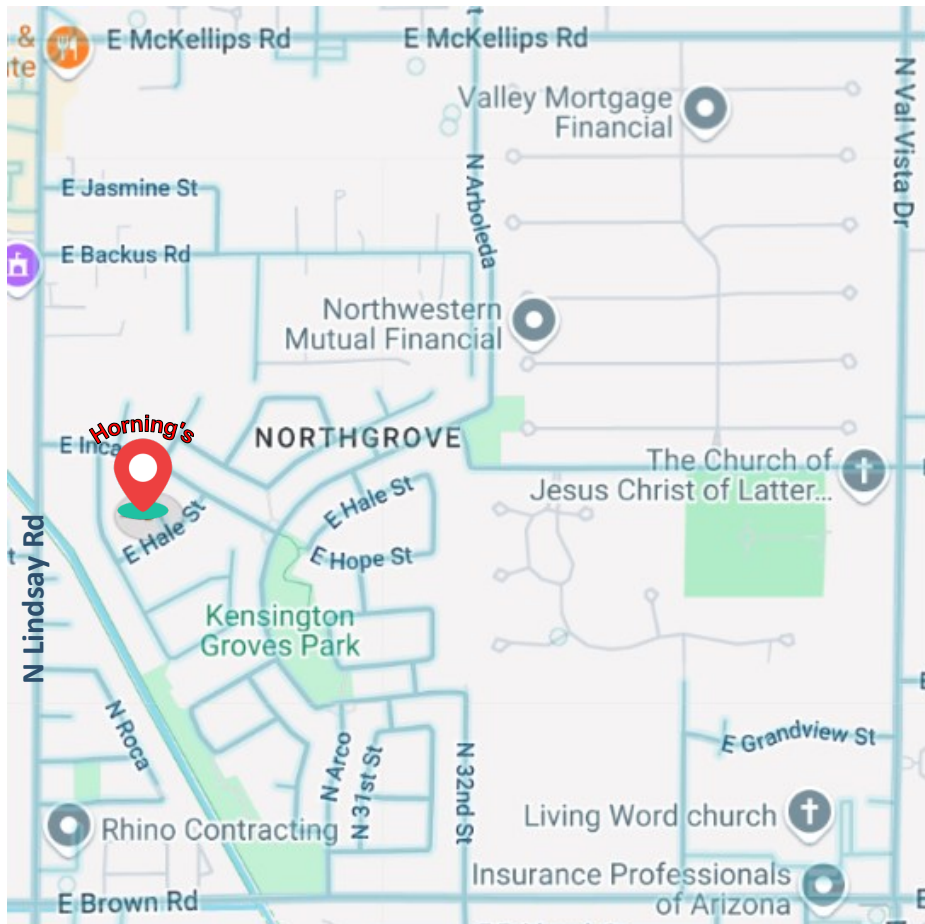 &
te
E McKellips Rd
E McKellips Rd
Valley Mortgage
Financial
N Val Vista Dr
E Jasmine St
N Arboleda
E Backus Rd
Northwestern
Mutual Financial
Horning's
E Inca
NORTHGROVE
The Church of
Jesus Christ of Latter...
E Hale St
E Hale St
E Hope St
N Lindsay Rd
Kensington
Groves Park
N Roca
N Arco
N 31st St
N 32nd St
E Grandview St
Living Word church
Rhino Contracting
Insurance Professionals
of Arizona
E Brown Rd